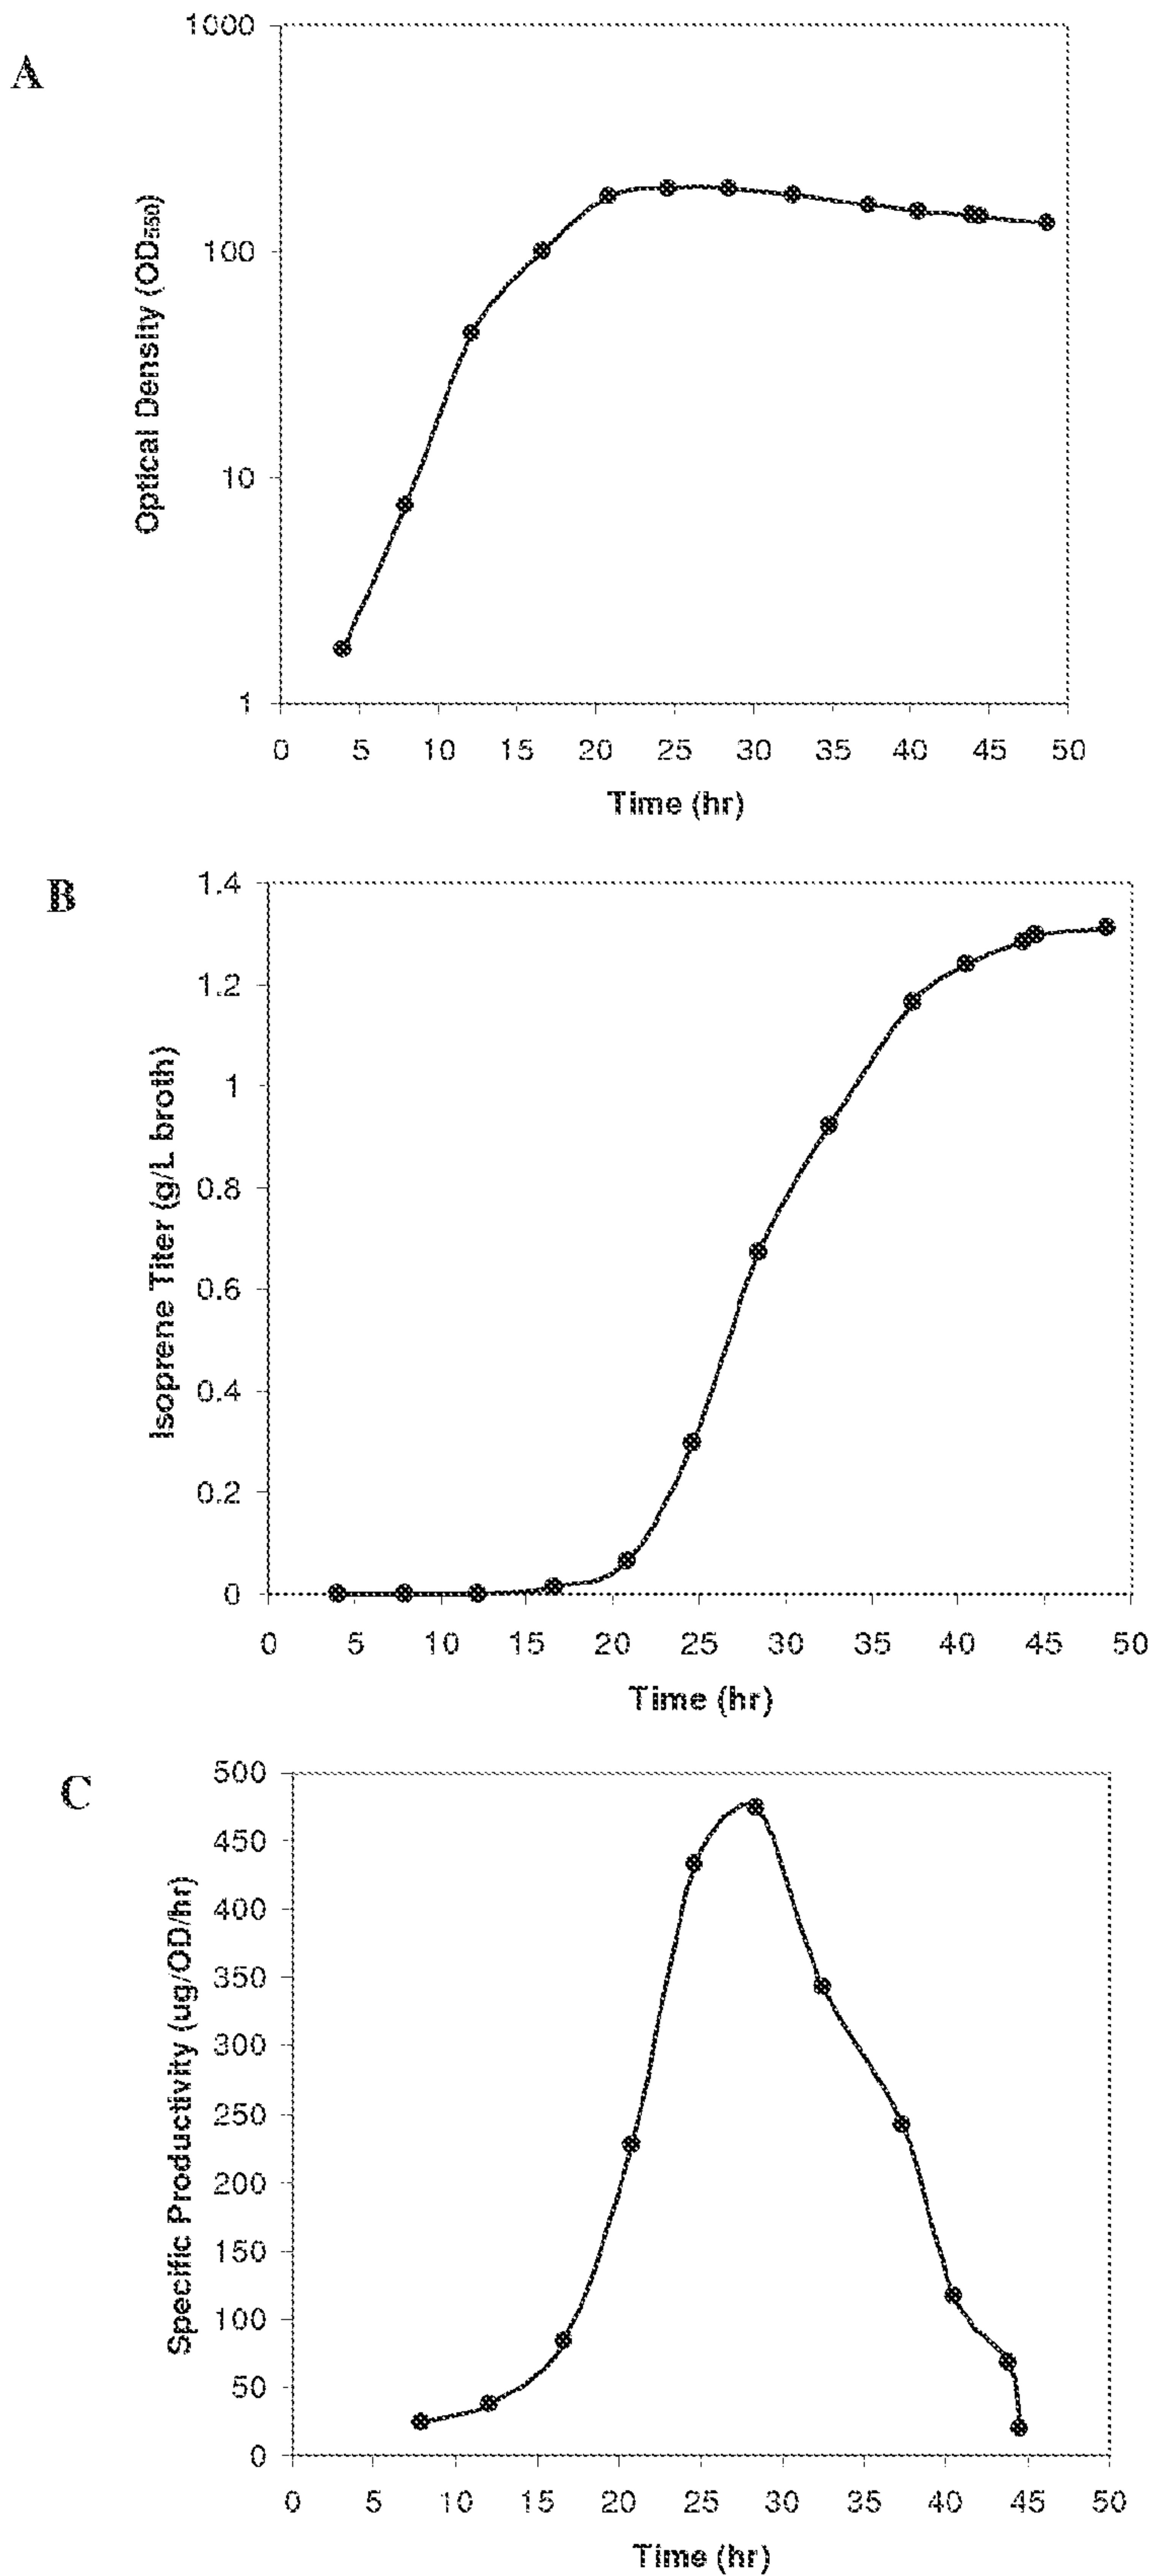 A
1000
100
10
1
Optical Density (OD550)
0 5 10 15 20 25 30 35 40 45 50
Time (hr)
B
1.4
1.2
1
0.8
0.6
0.4
0.2
0
Isoprene Titer (g/L broth)
0 5 10 15 20 25 30 35 40 45 50
Time (hr)
C
500
450
400
350
300
250
200
150
100
50
0
Specific Productivity (ug/OD/hr)
0 5 10 15 20 25 30 35 40 45 50
Time (hr)